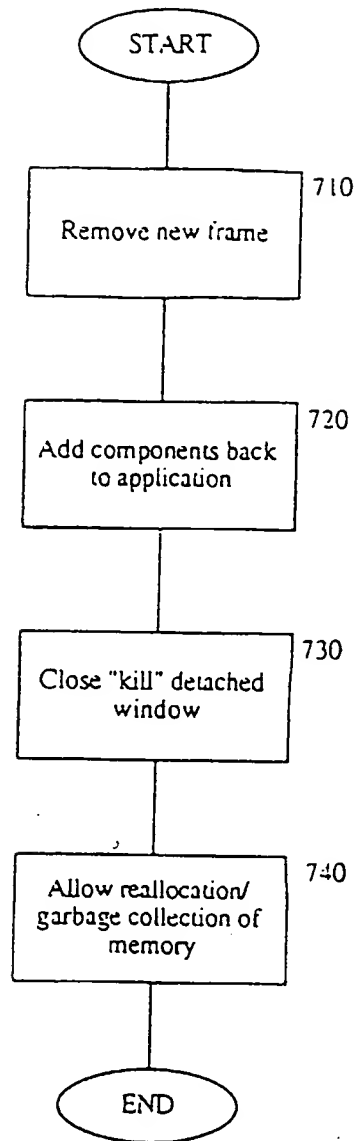 START
710
Remove new frame
720
Add components back
to application
730
Close "kill" detached
window
740
Allow reallocation/
garbage collection of
memory
END